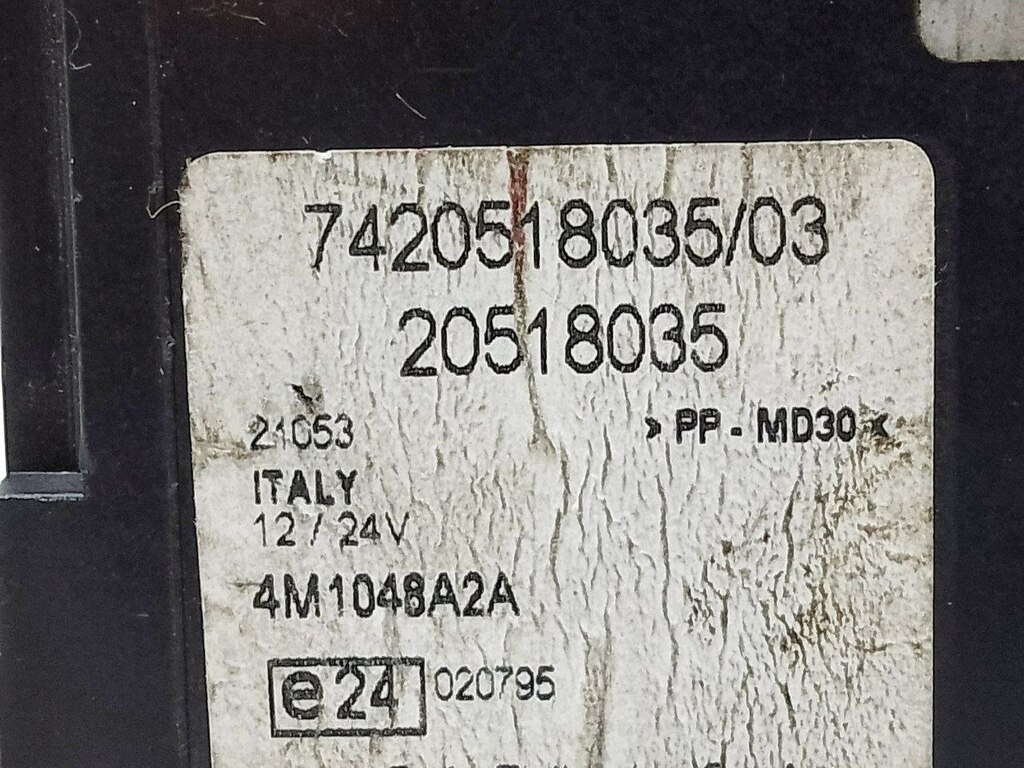 7420518035/03
20518035
21053
> PP - MD30 <
ITALY
12 / 24V
4M1048A2A
e24 020795